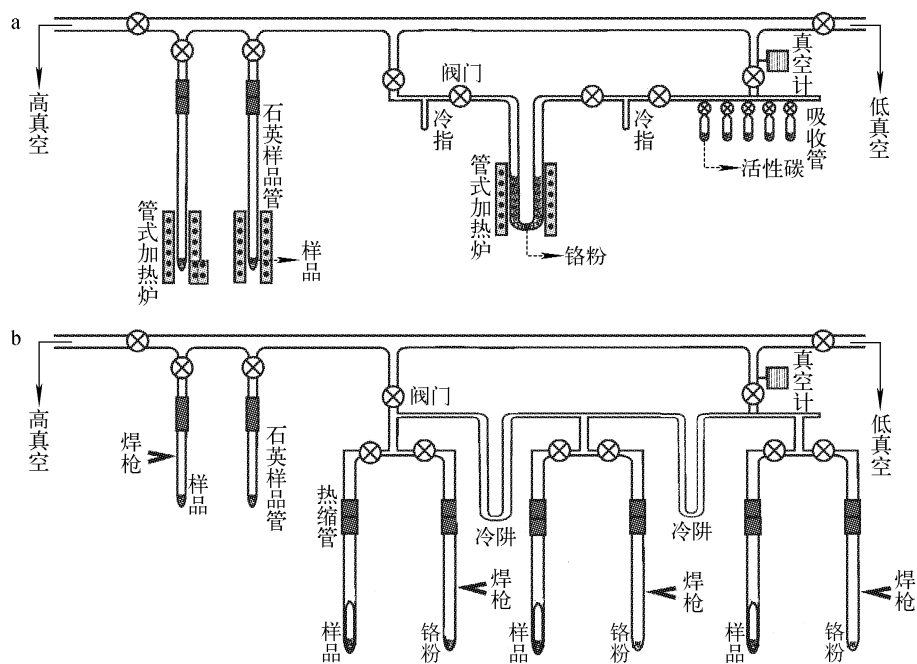 a
高真空
管式加热炉
石英样品管
样品
阀门
冷指
管式加热炉
铬粉
冷指
真空计
吸收管
活性碳
低真空
b
高真空
焊枪
样品
石英样品管
阀门
热缩管
样品
铬粉
焊枪
冷阱
样品
铬粉
焊枪
冷阱
真空计
低真空
样品
铬粉
焊枪